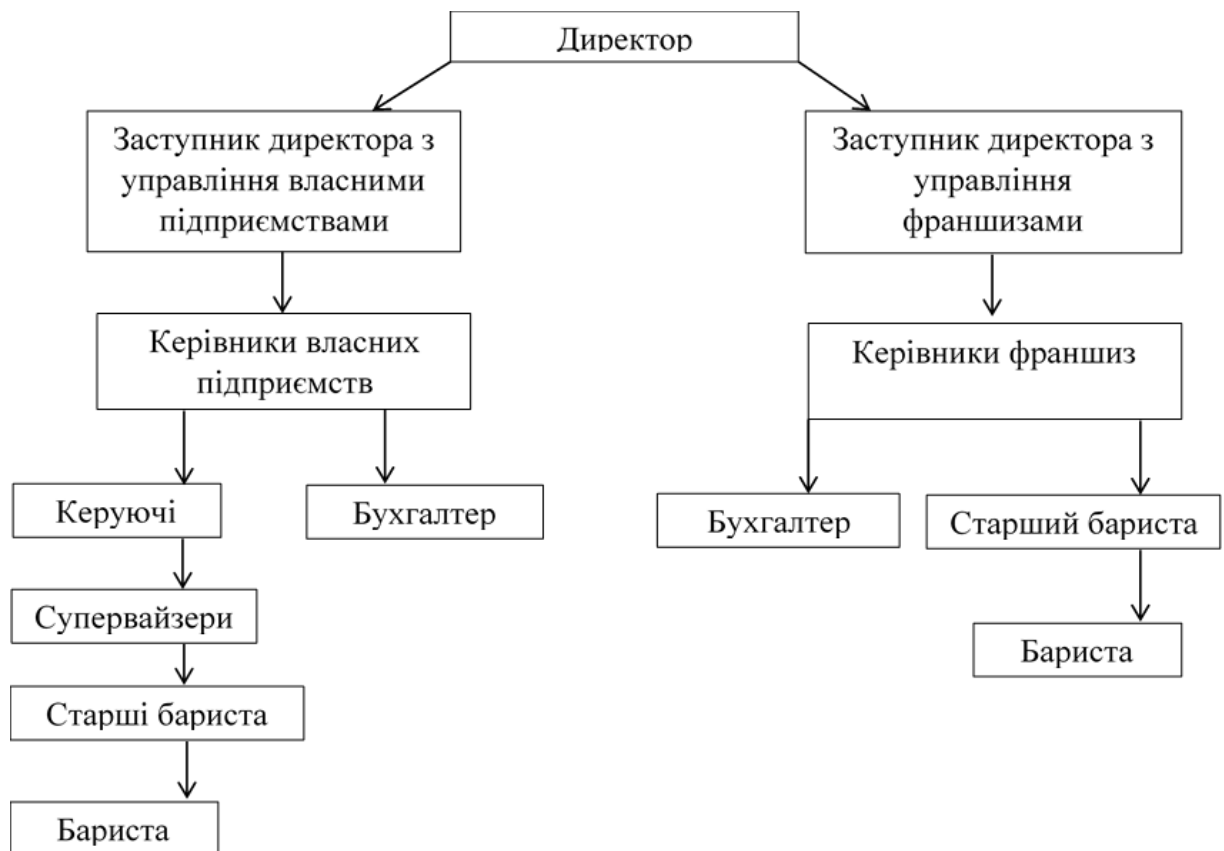 Директор
Заступник директора з
управління власними
підприємствами
Заступник директора з
управління
франшизами
Керівники власних
підприємств
Керівники франшиз
Керуючі
Бухгалтер
Бухгалтер
Старший бариста
Супервайзери
Бариста
Старші бариста
Бариста